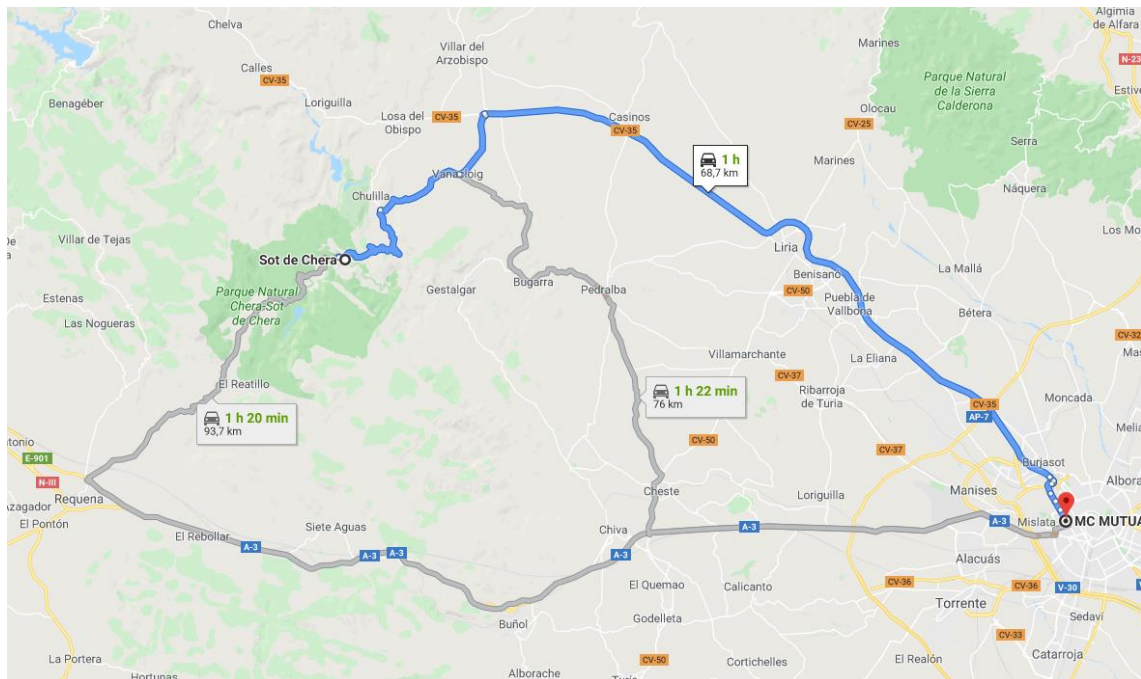 Chelva
Algimia
de Alfara
Villar del
Arzobispo
Marines
N-23
Calles
CV-35
Parque Natural
de la Sierra
Calderona
Benagéber
Loriguilla
Losa del
Obispo
CV-35
Casinos
CV-35
Olocau
CV-25
Estive
Serra
1 h
68,7 km
Marines
Náquera
Chulilla
Villar de Tejas
Los Mo
Sot de Chera
Liria
Benisano
CV-50
La Mallá
Parque Natural
Chera-Sot
de Chera
Gestalgar
Bugarra
Pedralba
Puebla de
Vallbona
Bétera
Estenas
Las Nogueras
CV-32
Mas
Villamarchante
La Eliana
El Reatillo
CV-37
Ribarroja
de Turia
1 h 22 min
76 km
1 h 20 min
93,7 km
CV-35
AP-7
Moncada
Melia
CV-50
CV-37
E-901
N-III
Burjasot
Albora
Requena
Cheste
Loriguilla
Manises
Azagador
El Pontón
Siete Aguas
Chiva
A-3
A-3
Mislata
MC MUTUA
El Rebollar
A-3
A-3
A-3
A-3
Alacuás
El Quemao
Calicanto
CV-36
CV-36
V-30
Torrente
Buñol
Godelleta
Sedaví
CV-33
La Portera
Hortunas
Alborache
CV-50
Cortichelles
El Realón
Catarroja